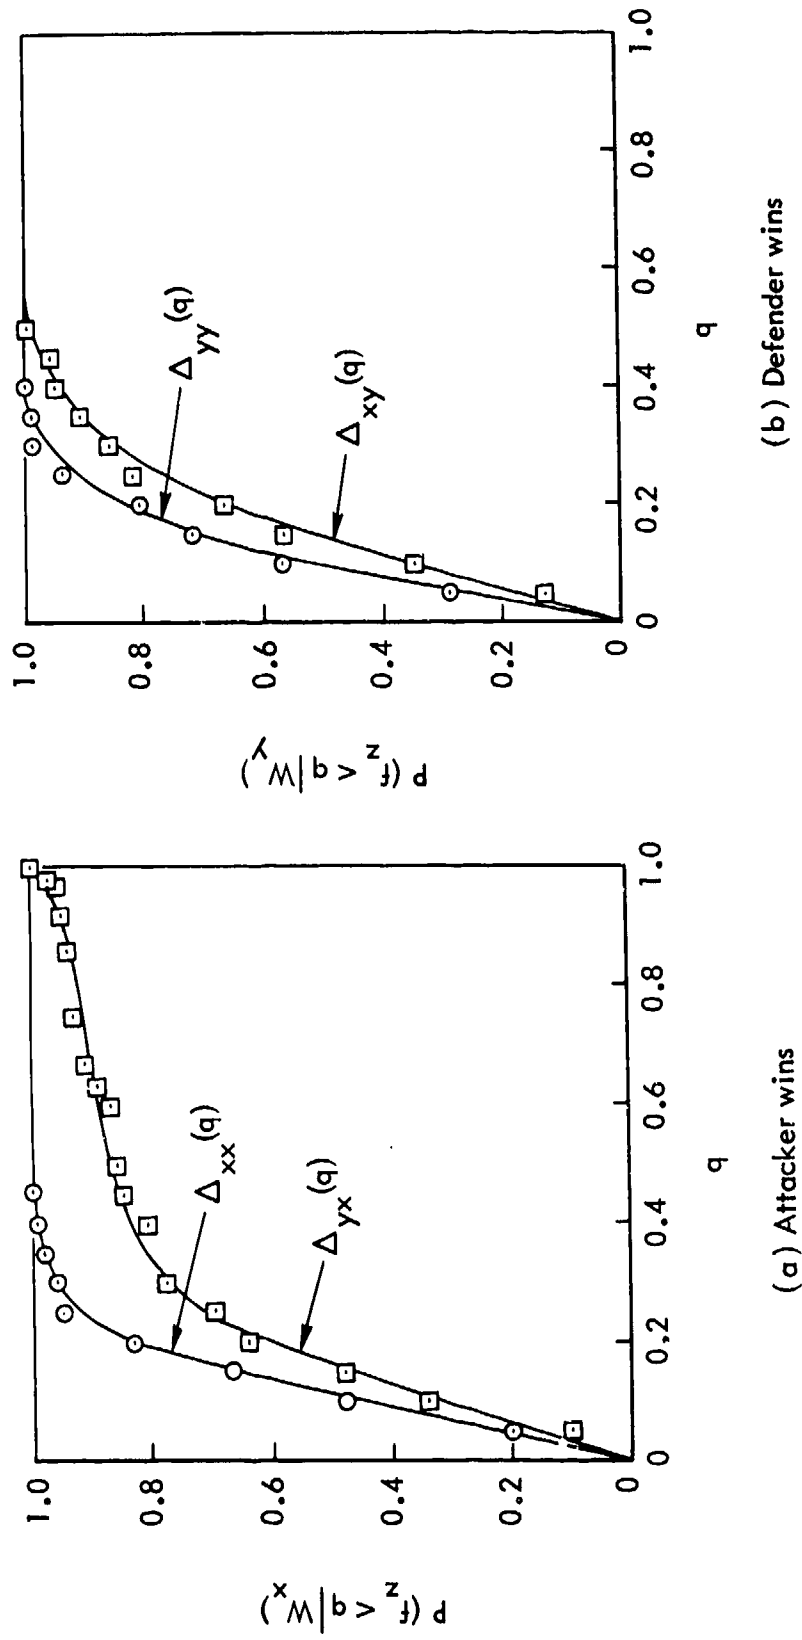 P(f_z < q|W_x)
1.0
0.8
0.6
0.4
0.2
0
Δ_xx(q)
Δ_yx(q)
0 0.2 0.4 0.6 0.8 1.0
q
(a) Attacker wins
P(f_z < q|W_y)
1.0
0.8
0.6
0.4
0.2
0
Δ_yy(q)
Δ_xy(q)
0 0.2 0.4 0.6 0.8 1.0
q
(b) Defender wins